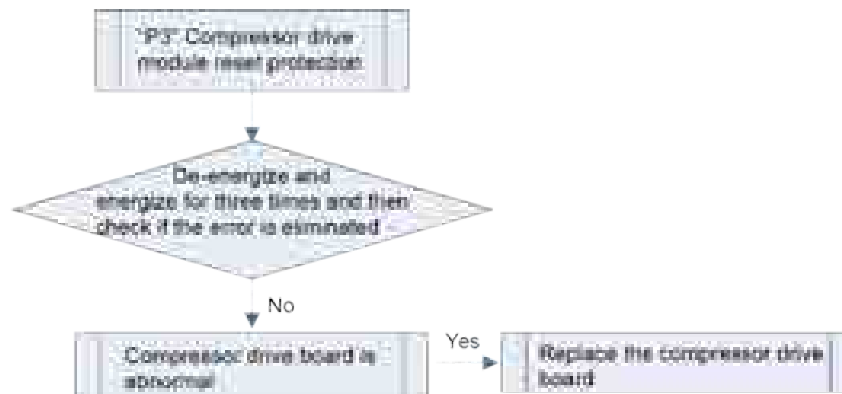 "P3" Compressor drive
module reset protection
De-energize and
energize for three times and then
check if the error is eliminated
No
Compressor drive board is
abnormal
Yes
Replace the compressor drive
board